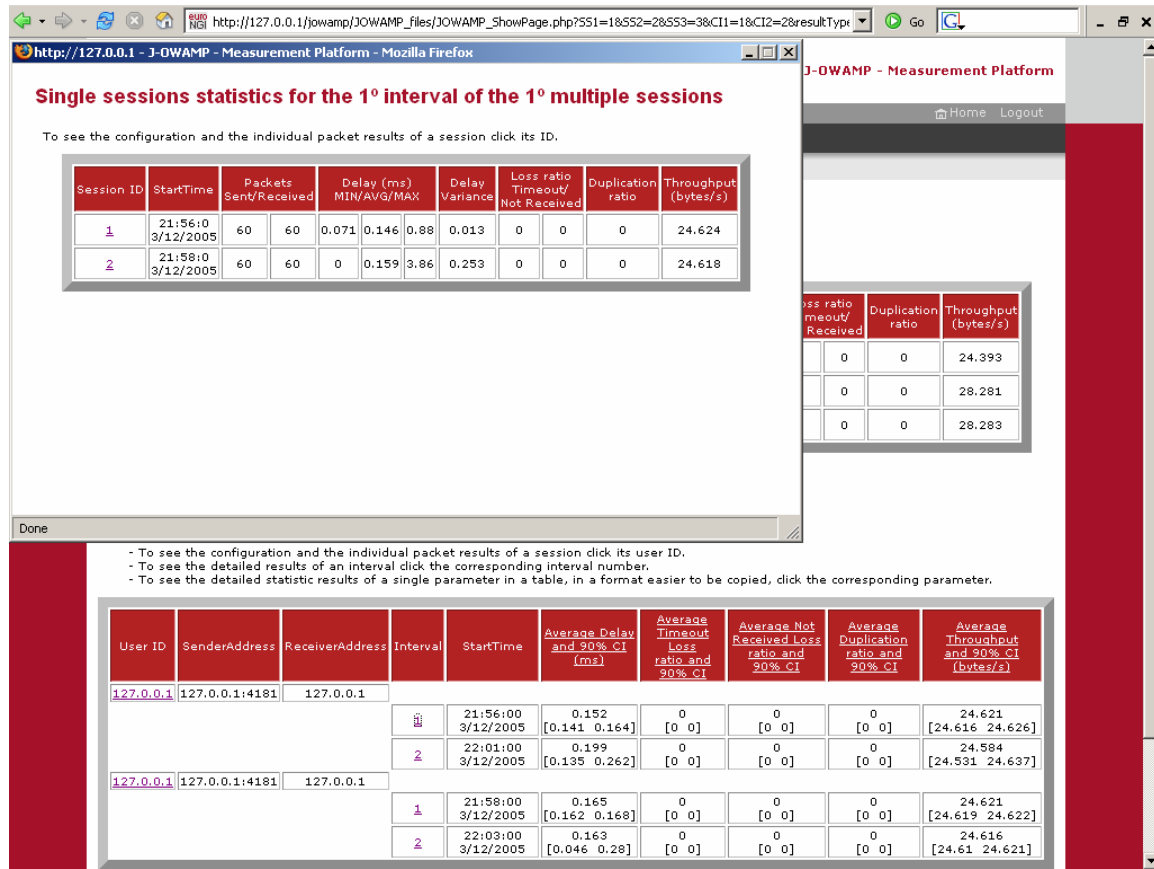 euro NGI http://127.0.0.1/jowamp/JOWAMP_files/JOWAMP_ShowPage.php?SS1=1&SS2=2&SS3=3&CI1=1&CI2=2&resultType Go G
http://127.0.0.1 - J-OWAMP - Measurement Platform - Mozilla Firefox
J-OWAMP - Measurement Platform
Home Logout
Single sessions statistics for the 1º interval of the 1º multiple sessions
To see the configuration and the individual packet results of a session click its ID.
Session ID StartTime Packets Sent/Received Delay (ms) MIN/AVG/MAX Delay Variance Loss ratio Timeout/ Not Received Duplication ratio Throughput (bytes/s)
1 21:56:0 3/12/2005 60 60 0.071 0.146 0.88 0.013 0 0 0 24.624
2 21:58:0 3/12/2005 60 60 0 0.159 3.86 0.253 0 0 0 24.618
oss ratio meout/ Received Duplication ratio Throughput (bytes/s)
0 0 24.393
0 0 28.281
0 0 28.283
Done
- To see the configuration and the individual packet results of a session click its user ID.
- To see the detailed results of an interval click the corresponding interval number.
- To see the detailed statistic results of a single parameter in a table, in a format easier to be copied, click the corresponding parameter.
User ID SenderAddress ReceiverAddress Interval StartTime Average Delay and 90% CI (ms) Average Timeout Loss ratio and 90% CI Average Not Received Loss ratio and 90% CI Average Duplication ratio and 90% CI Average Throughput and 90% CI (bytes/s)
127.0.0.1 127.0.0.1:4181 127.0.0.1
1 21:56:00 3/12/2005 0.152 [0.141 0.164] 0 [0 0] 0 [0 0] 0 [0 0] 24.621 [24.616 24.626]
2 22:01:00 3/12/2005 0.199 [0.135 0.262] 0 [0 0] 0 [0 0] 0 [0 0] 24.584 [24.531 24.637]
127.0.0.1 127.0.0.1:4181 127.0.0.1
1 21:58:00 3/12/2005 0.165 [0.162 0.168] 0 [0 0] 0 [0 0] 0 [0 0] 24.621 [24.619 24.622]
2 22:03:00 3/12/2005 0.163 [0.046 0.28] 0 [0 0] 0 [0 0] 0 [0 0] 24.616 [24.61 24.621]